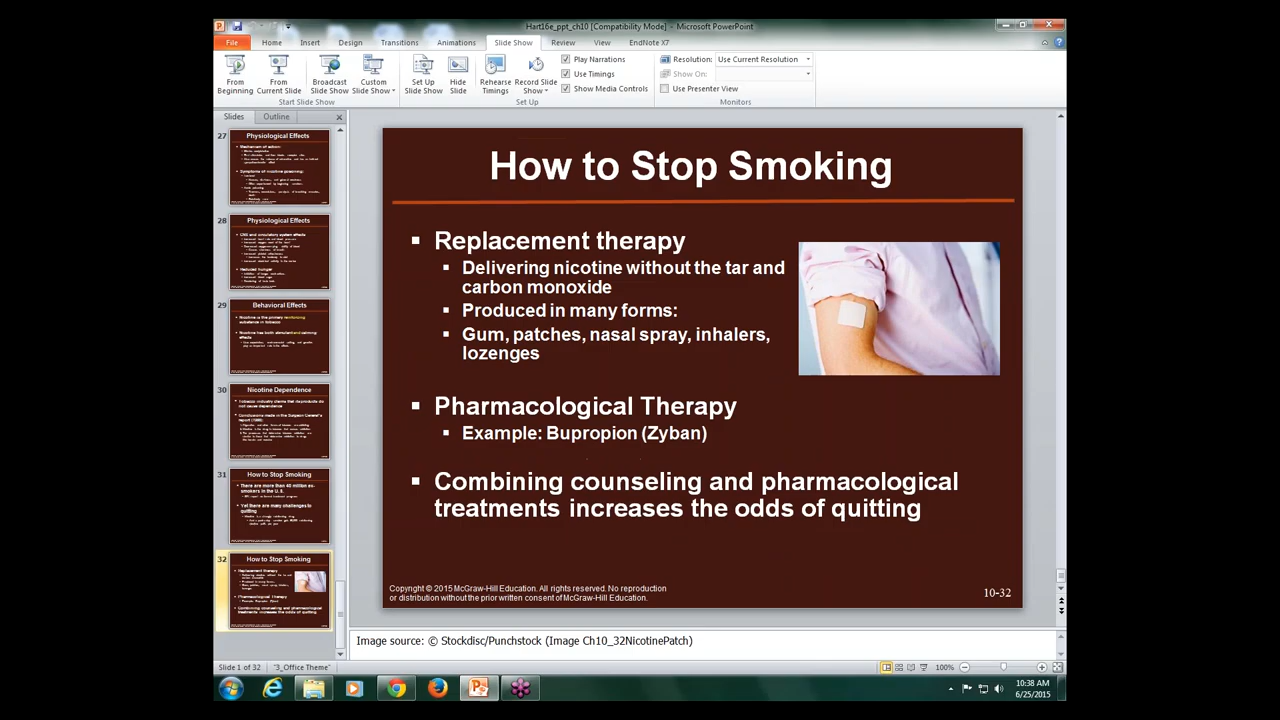 Hart16e_ppt_ch10 [Compatibility Mode] - Microsoft PowerPoint
File Home Insert Design Transitions Animations Slide Show Review View EndNote X7
From Beginning
From Current Slide
Broadcast Slide Show
Custom Slide Show
Set Up Slide Show
Hide Slide
Rehearse Timings
Record Slide Show
Play Narrations
Use Timings
Show Media Controls
Resolution: Use Current Resolution
Show On:
Use Presenter View
Start Slide Show
Set Up
Monitors
Slides Outline
27
Physiological Effects
28
Physiological Effects
29
Behavioral Effects
30
Nicotine Dependence
31
How to Stop Smoking
32
How to Stop Smoking
How to Stop Smoking
Replacement therapy
Delivering nicotine without the tar and
carbon monoxide
Produced in many forms:
Gum, patches, nasal spray, inhalers,
lozenges
Pharmacological Therapy
Example: Bupropion (Zyban)
Combining counseling and pharmacological
treatments increases the odds of quitting
Copyright © 2015 McGraw-Hill Education. All rights reserved. No reproduction
or distribution without the prior written consent of McGraw-Hill Education.
10-32
Image source: © Stockdisc/Punchstock (Image Ch10_32NicotinePatch)
Slide 1 of 32 "3_Office Theme" 100%
10:38 AM
6/25/2015